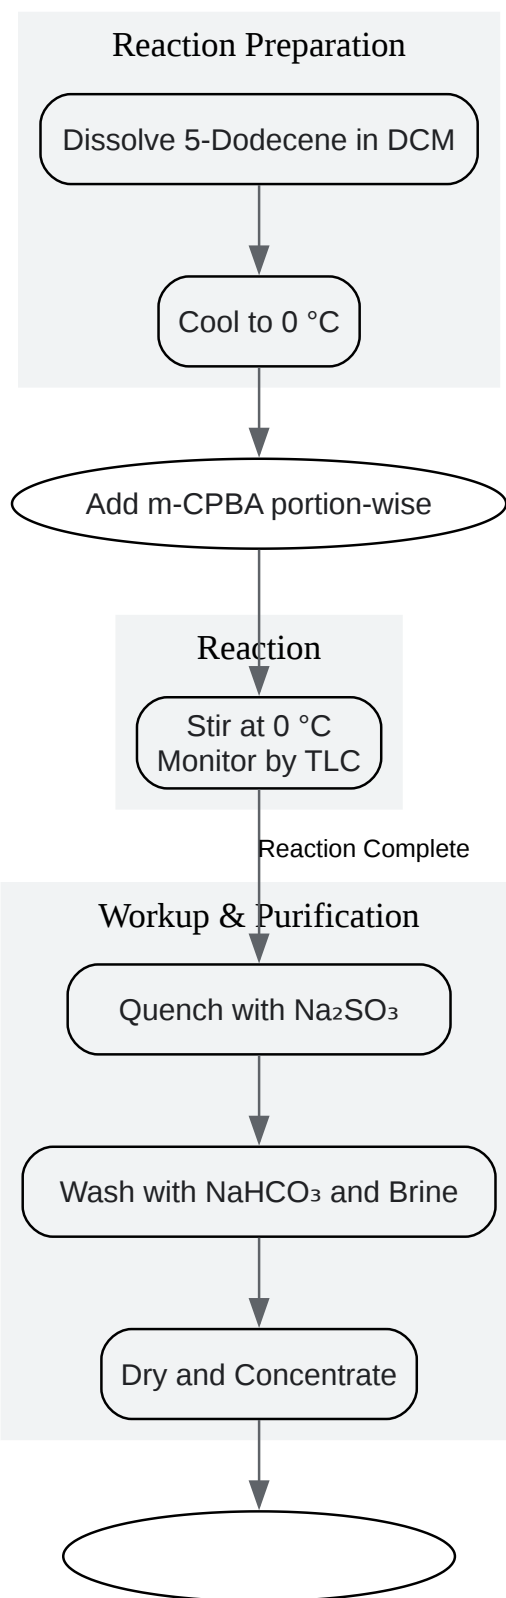 Reaction Preparation
Dissolve 5-Dodecene in DCM
Cool to 0 °C
Add m-CPBA portion-wise
Reaction
Stir at 0 °C
Monitor by TLC
Reaction Complete
Workup & Purification
Quench with Na₂SO₃
Wash with NaHCO₃ and Brine
Dry and Concentrate